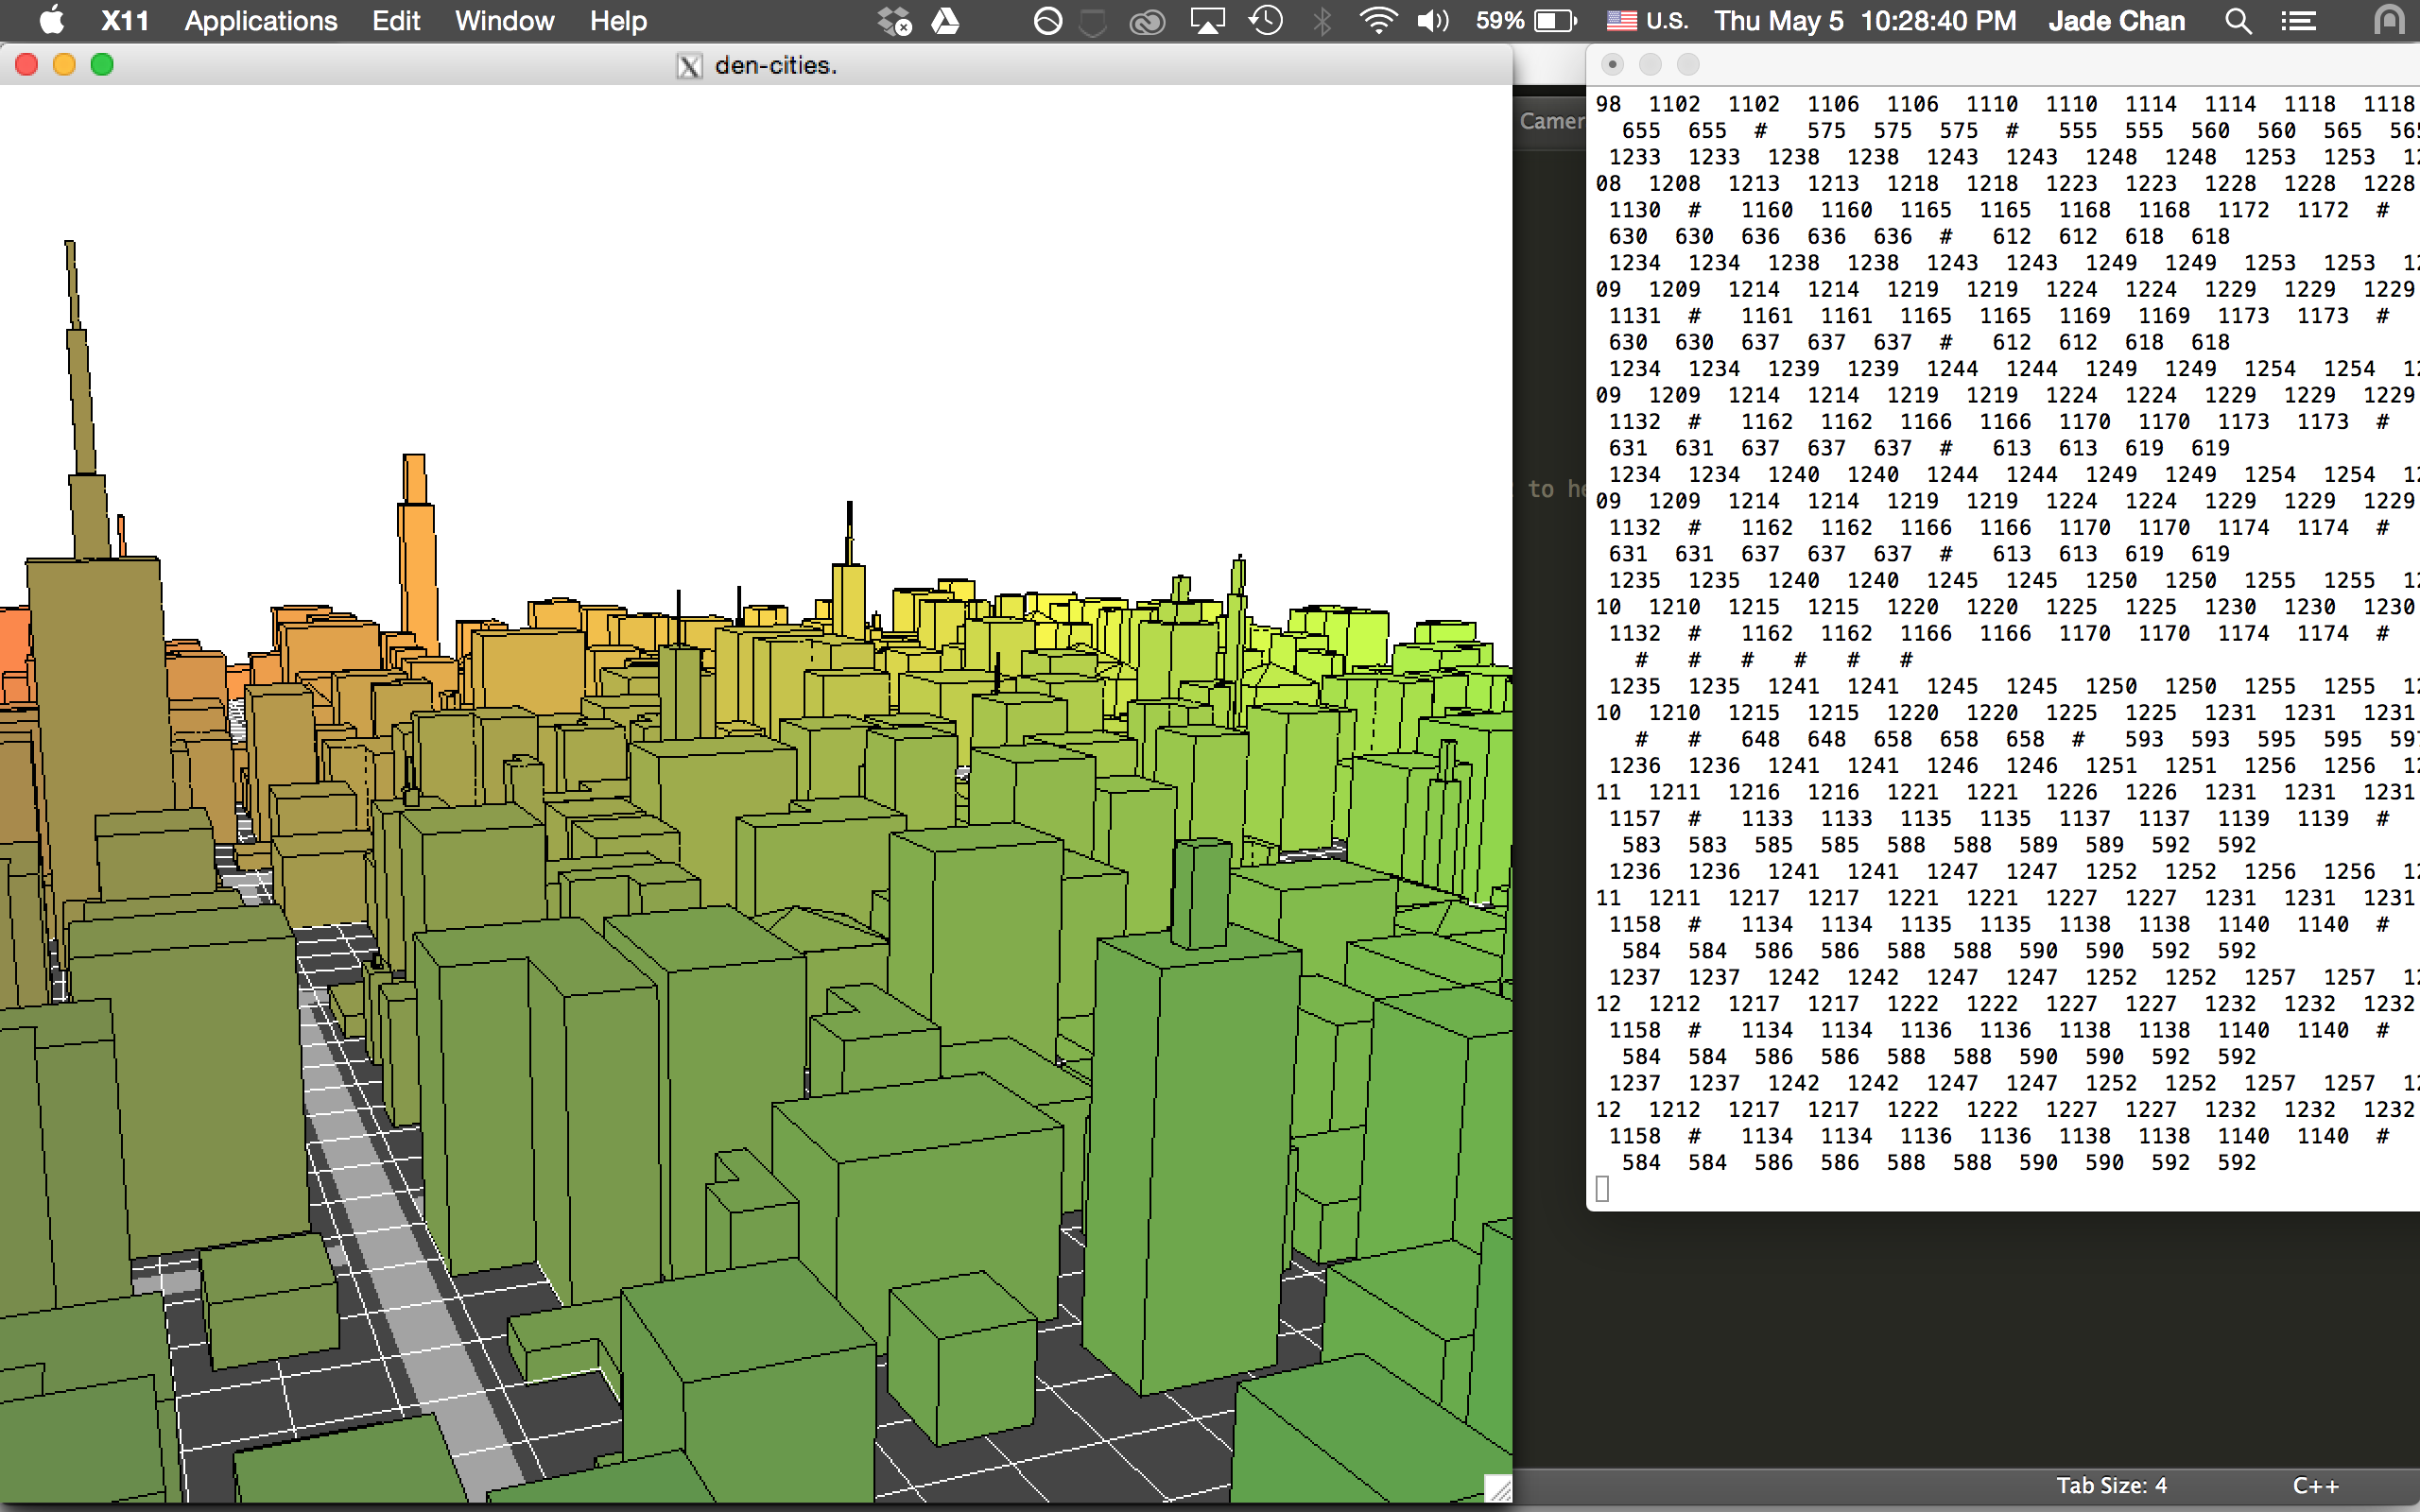 X11 Applications Edit Window Help 59% U.S. Thu May 5 10:28:40 PM Jade Chan
den-cities.
Camer
to he
98 1102 1102 1106 1106 1110 1110 1114 1114 1118 1118
655 655 # 575 575 575 # 555 555 560 560 565 565
1233 1233 1238 1238 1243 1243 1248 1248 1253 1253 12
08 1208 1213 1213 1218 1218 1223 1223 1228 1228 1228
1130 # 1160 1160 1165 1165 1168 1168 1172 1172 #
630 630 636 636 636 # 612 612 618 618
1234 1234 1238 1238 1243 1243 1249 1249 1253 1253 12
09 1209 1214 1214 1219 1219 1224 1224 1229 1229 1229
1131 # 1161 1161 1165 1165 1169 1169 1173 1173 #
630 630 637 637 637 # 612 612 618 618
1234 1234 1239 1239 1244 1244 1249 1249 1254 1254 12
09 1209 1214 1214 1219 1219 1224 1224 1229 1229 1229
1132 # 1162 1162 1166 1166 1170 1170 1173 1173 #
631 631 637 637 637 # 613 613 619 619
1234 1234 1240 1240 1244 1244 1249 1249 1254 1254 12
09 1209 1214 1214 1219 1219 1224 1224 1229 1229 1229
1132 # 1162 1162 1166 1166 1170 1170 1174 1174 #
631 631 637 637 637 # 613 613 619 619
1235 1235 1240 1240 1245 1245 1250 1250 1255 1255 12
10 1210 1215 1215 1220 1220 1225 1225 1230 1230 1230
1132 # 1162 1162 1166 1166 1170 1170 1174 1174 #
# # # # # #
1235 1235 1241 1241 1245 1245 1250 1250 1255 1255 12
10 1210 1215 1215 1220 1220 1225 1225 1231 1231 1231
# # 648 648 658 658 658 # 593 593 595 595 597
1236 1236 1241 1241 1246 1246 1251 1251 1256 1256 12
11 1211 1216 1216 1221 1221 1226 1226 1231 1231 1231
1157 # 1133 1133 1135 1135 1137 1137 1139 1139 #
583 583 585 585 588 588 589 589 592 592
1236 1236 1241 1241 1247 1247 1252 1252 1256 1256 12
11 1211 1217 1217 1221 1221 1227 1227 1231 1231 1231
1158 # 1134 1134 1135 1135 1138 1138 1140 1140 #
584 584 586 586 588 588 590 590 592 592
1237 1237 1242 1242 1247 1247 1252 1252 1257 1257 12
12 1212 1217 1217 1222 1222 1227 1227 1232 1232 1232
1158 # 1134 1134 1136 1136 1138 1138 1140 1140 #
584 584 586 586 588 588 590 590 592 592
1237 1237 1242 1242 1247 1247 1252 1252 1257 1257 12
12 1212 1217 1217 1222 1222 1227 1227 1232 1232 1232
1158 # 1134 1134 1136 1136 1138 1138 1140 1140 #
584 584 586 586 588 588 590 590 592 592
Tab Size: 4 C++